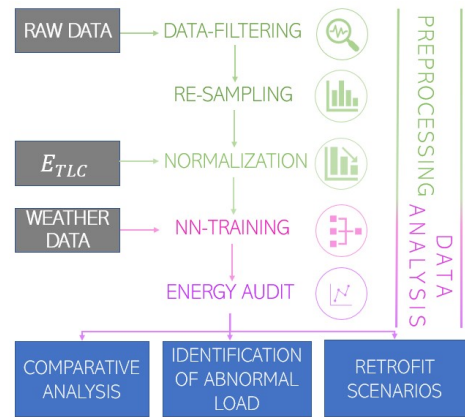 RAW DATA
DATA-FILTERING
RE-SAMPLING
E_TLC
NORMALIZATION
WEATHER
DATA
NN-TRAINING
ENERGY AUDIT
PREPROCESSING
DATA
ANALYSIS
COMPARATIVE
ANALYSIS
IDENTIFICATION
OF ABNORMAL
LOAD
RETROFIT
SCENARIOS